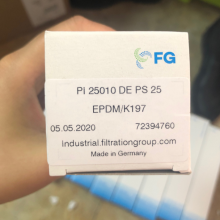 FG
PI 25010 DE PS 25
EPDM/K197
05.05.2020 72394760
industrial.filtrationgroup.com
Made in Germany